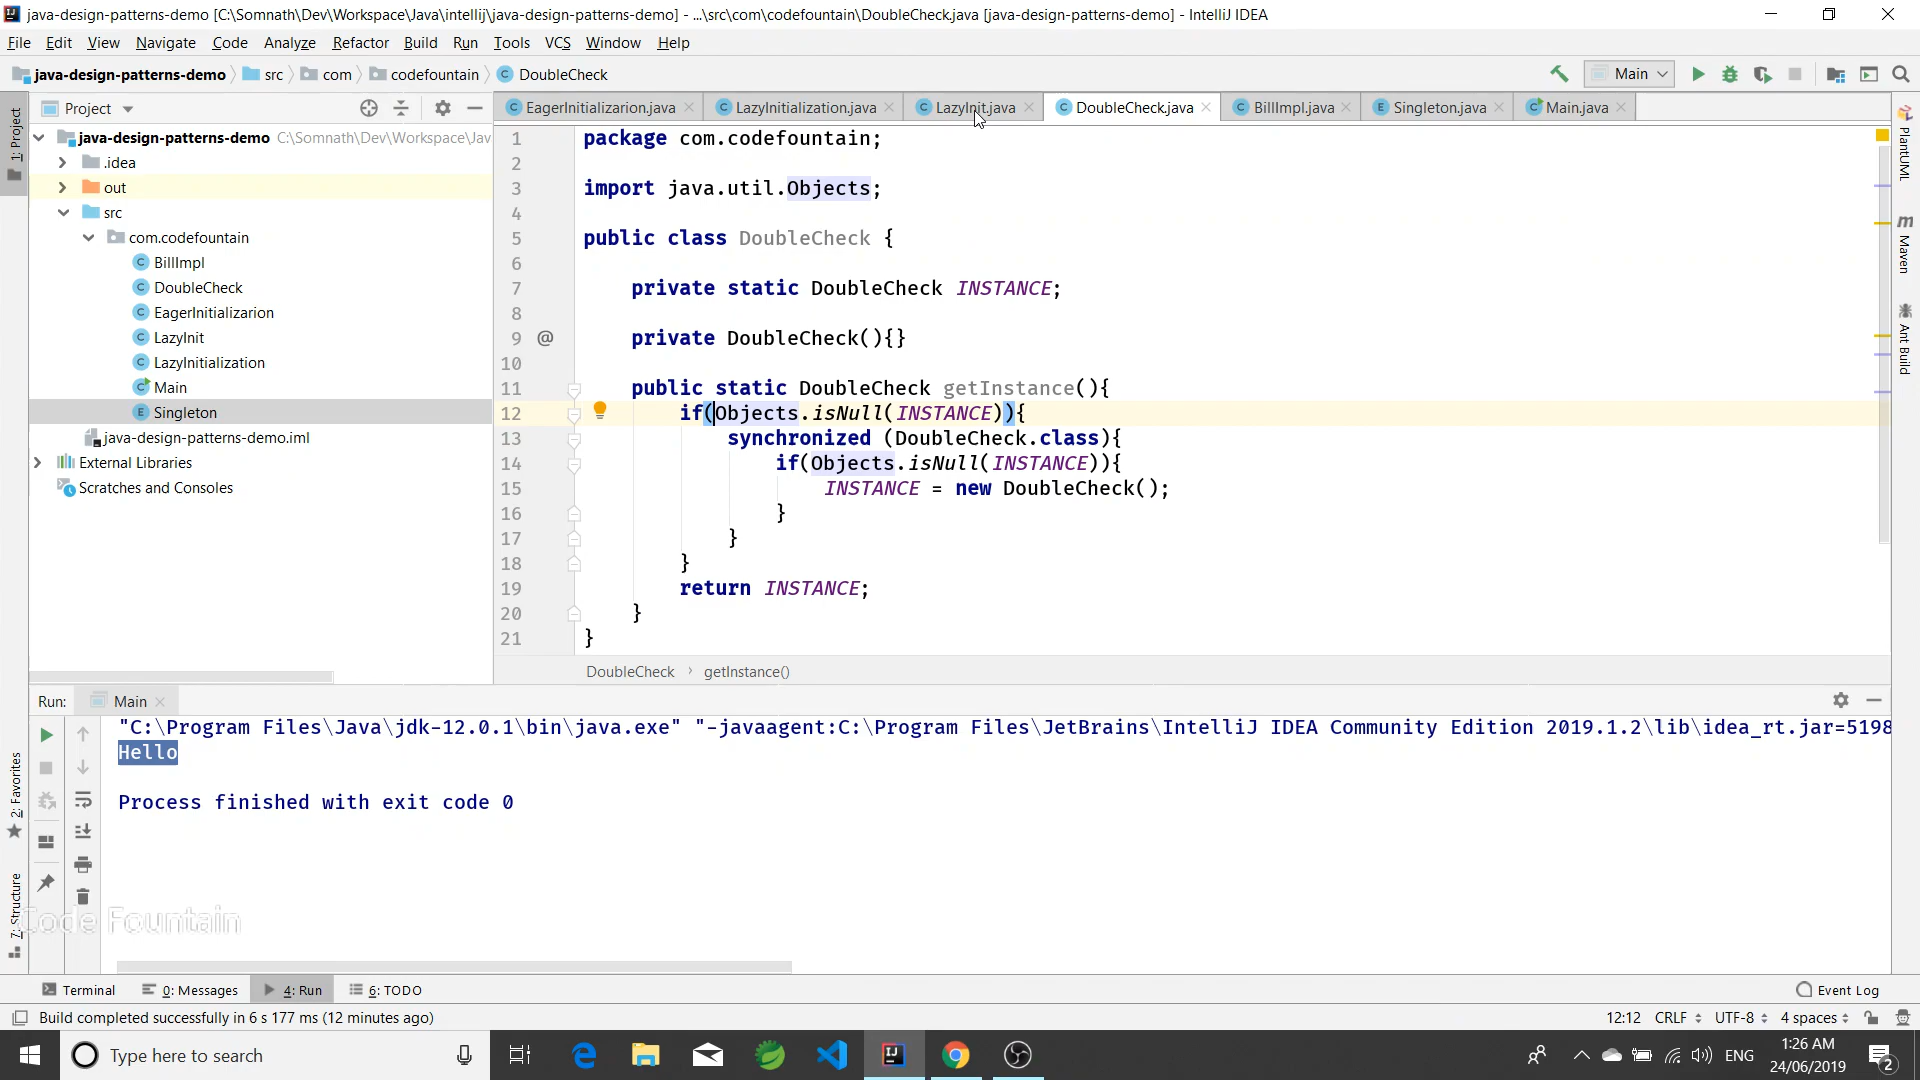 java-design-patterns-demo [C:\Somnath\Dev\Workspace\Java\intellij\java-design-patterns-demo] - ...\src\com\codefountain\DoubleCheck.java [java-design-patterns-demo] - IntelliJ IDEA
File Edit View Navigate Code Analyze Refactor Build Run Tools VCS Window Help
java-design-patterns-demo src com codefountain DoubleCheck Main
Project
EagerInitializarion.java LazyInitialization.java LazyInit.java DoubleCheck.java BillImpl.java Singleton.java Main.java
1: Project
java-design-patterns-demo C:\Somnath\Dev\Workspace\Jav
.idea
out
src
com.codefountain
BillImpl
DoubleCheck
EagerInitializarion
LazyInit
LazyInitialization
Main
Singleton
java-design-patterns-demo.iml
External Libraries
Scratches and Consoles
1 package com.codefountain;
2
3 import java.util.Objects;
4
5 public class DoubleCheck {
6
7 private static DoubleCheck INSTANCE;
8
9 @ private DoubleCheck(){}
10
11 public static DoubleCheck getInstance(){
12 if(Objects.isNull(INSTANCE)){
13 synchronized (DoubleCheck.class){
14 if(Objects.isNull(INSTANCE)){
15 INSTANCE = new DoubleCheck();
16 }
17 }
18 }
19 return INSTANCE;
20 }
21 }
DoubleCheck › getInstance()
PlantUML
Maven
Ant Build
Run: Main
"C:\Program Files\Java\jdk-12.0.1\bin\java.exe" "-javaagent:C:\Program Files\JetBrains\IntelliJ IDEA Community Edition 2019.1.2\lib\idea_rt.jar=5198
Hello
Process finished with exit code 0
2: Favorites
7: Structure
Code Fountain
Terminal 0: Messages 4: Run 6: TODO Event Log
Build completed successfully in 6 s 177 ms (12 minutes ago) 12:12 CRLF UTF-8 4 spaces
Type here to search ENG 1:26 AM
24/06/2019 2